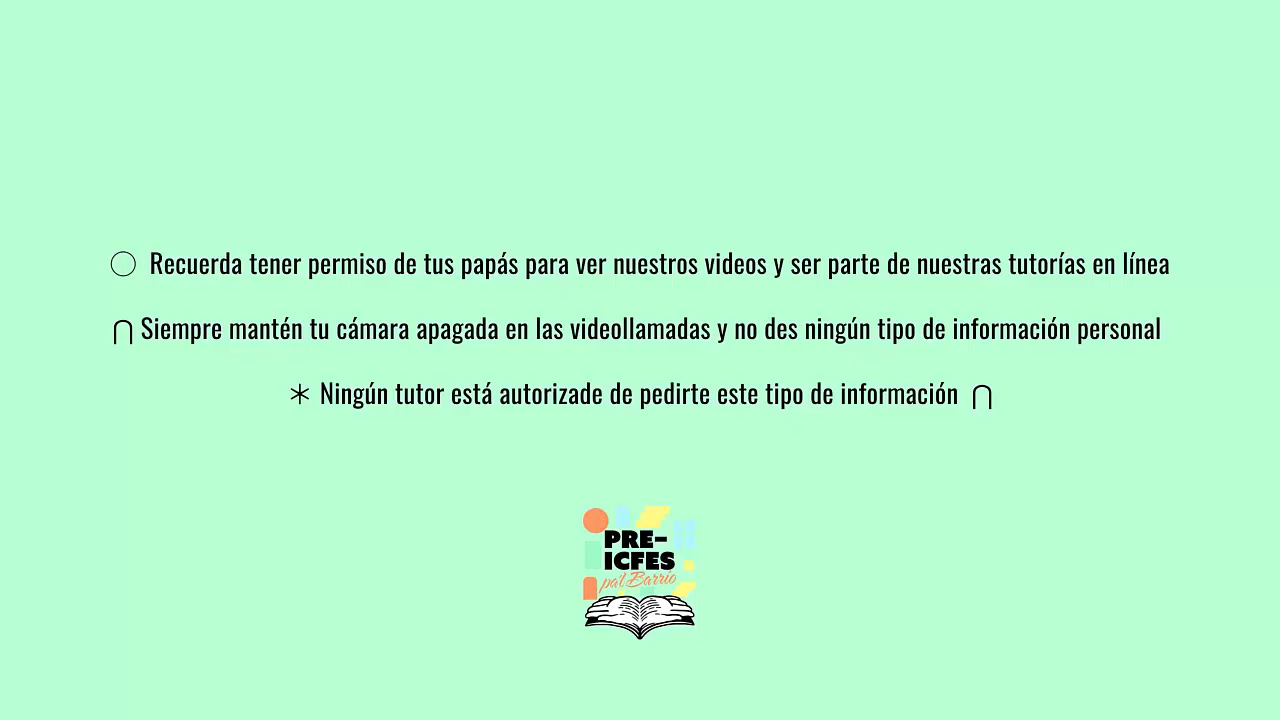 Recuerda tener permiso de tus papás para ver nuestros videos y ser parte de nuestras tutorías en línea
Siempre mantén tu cámara apagada en las videollamadas y no des ningún tipo de información personal
Ningún tutor está autorizade de pedirte este tipo de información
PRE-
ICFES
pa'l Barrio